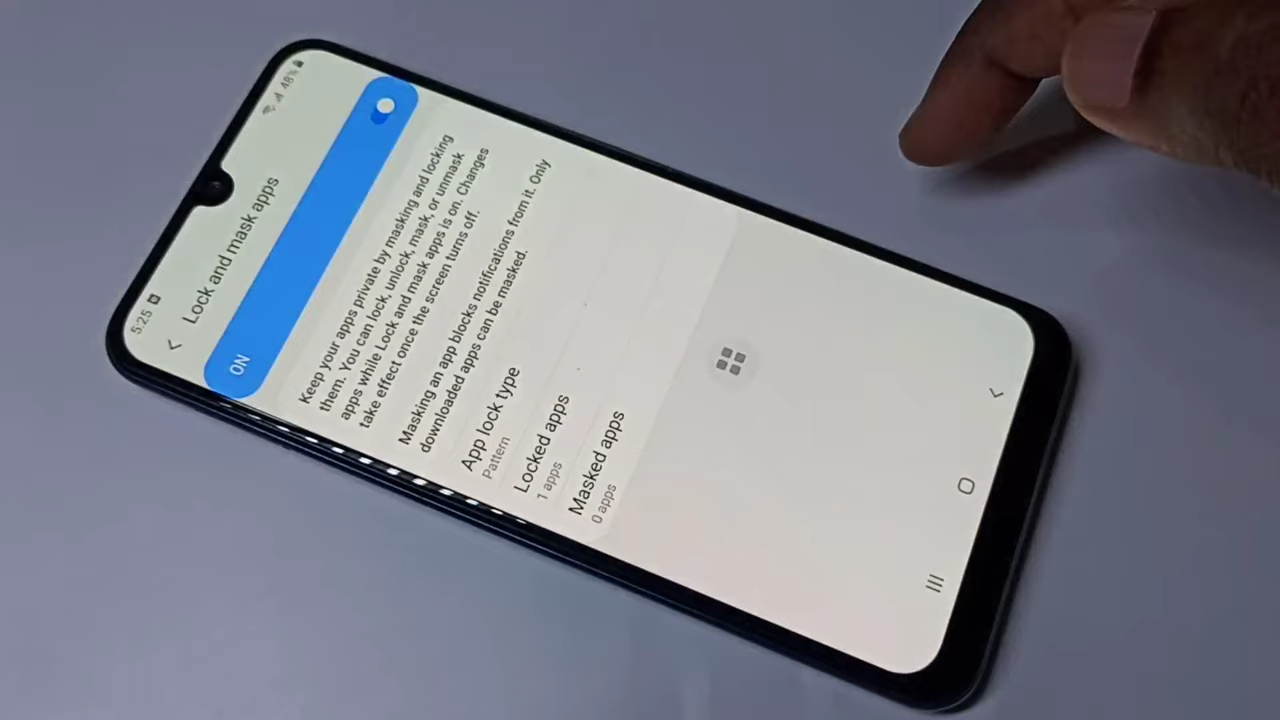 5:25
48%
Lock and mask apps
ON
Keep your apps private by masking and locking
them. You can lock, unlock, mask, or unmask
apps while Lock and mask apps is on. Changes
take effect once the screen turns off.
Masking an app blocks notifications from it. Only
downloaded apps can be masked.
App lock type
Pattern
Locked apps
1 apps
Masked apps
0 apps